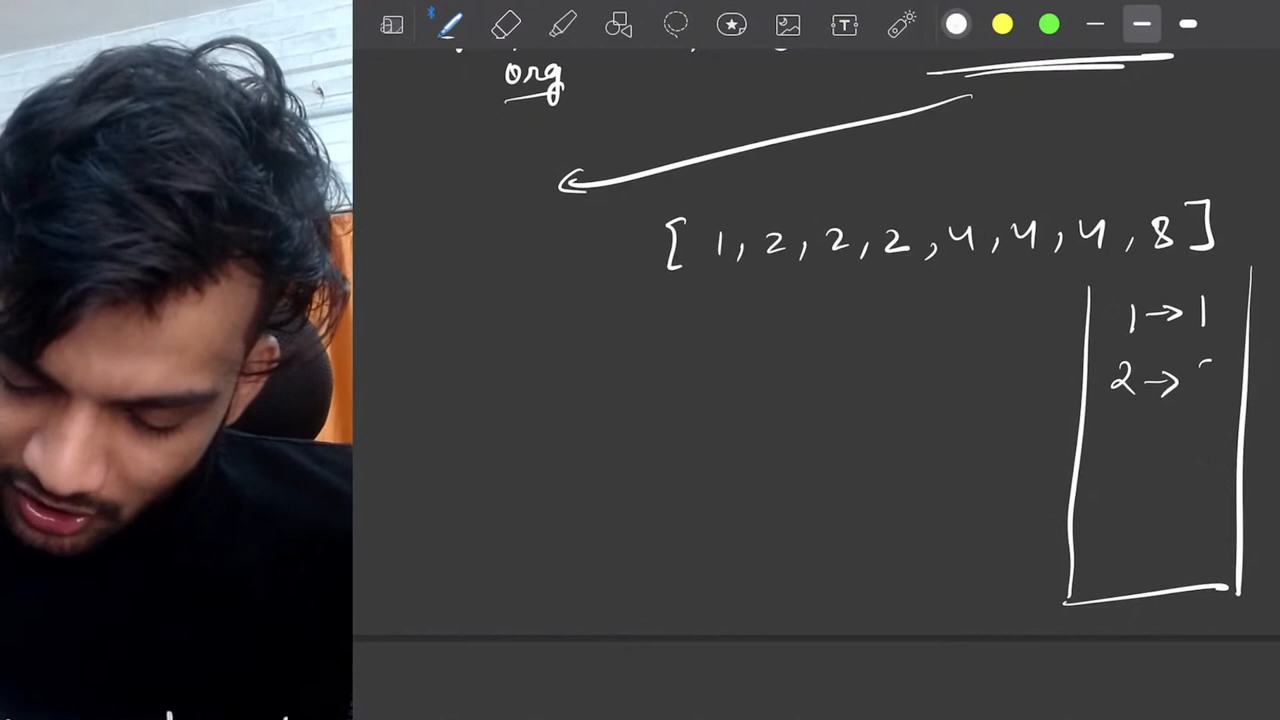 org
[ 1, 2, 2, 2, 4, 4, 4, 8 ]
1 → 1
2 →